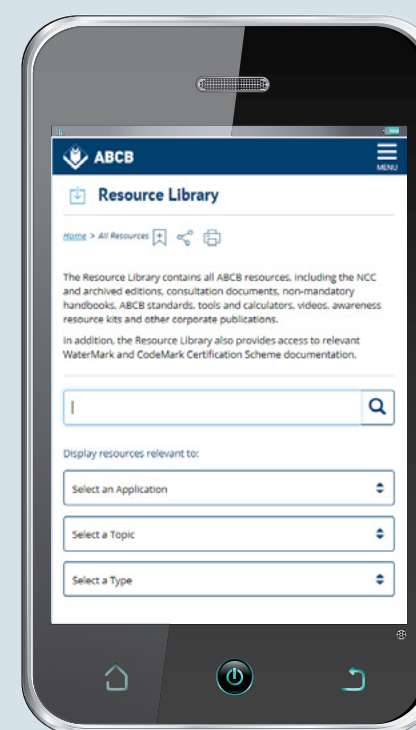 ABCB
MENU
Resource Library
Home > All Resources
The Resource Library contains all ABCB resources, including the NCC
and archived editions, consultation documents, non-mandatory
handbooks, ABCB standards, tools and calculators, videos, awareness
resource kits and other corporate publications.
In addition, the Resource Library also provides access to relevant
WaterMark and CodeMark Certification Scheme documentation.
Display resources relevant to:
Select an Application
Select a Topic
Select a Type